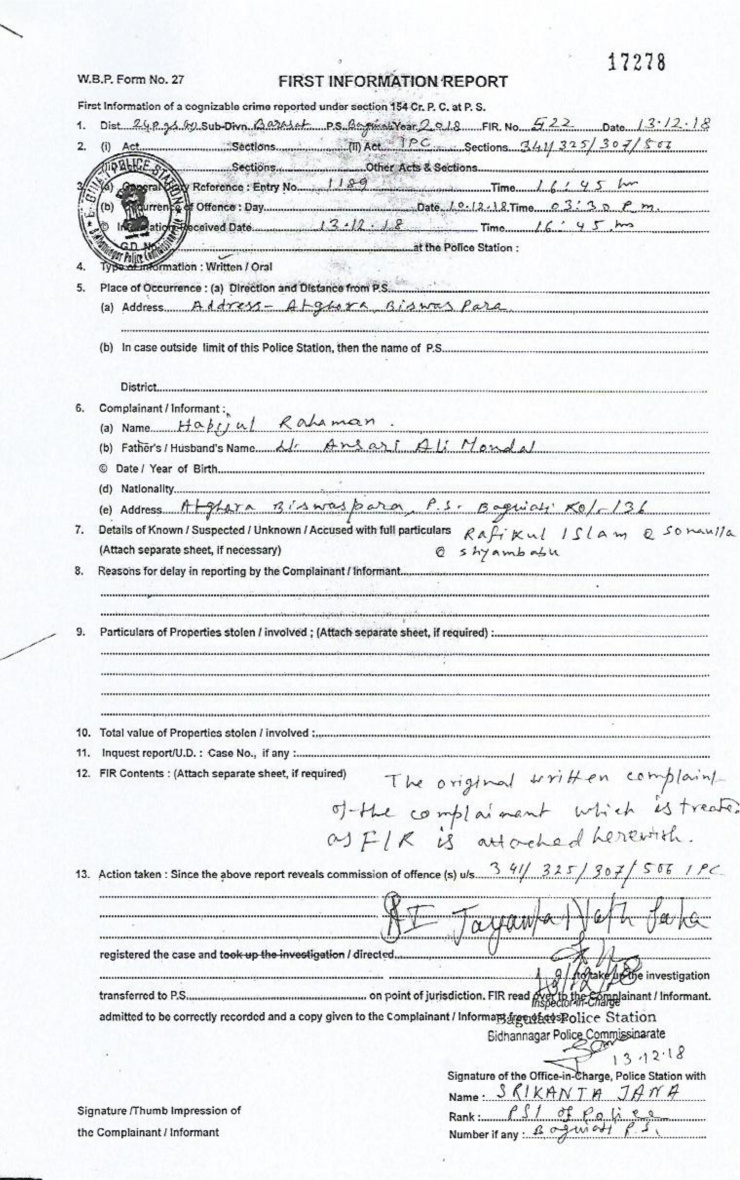 17278
W.B.P. Form No. 27 FIRST INFORMATION REPORT
First Information of a cognizable crime reported under section 154 Cr. P. C. at P. S.
1. Dist Sub-Divn. Barasat P.S. Baguiati Year 2018 FIR. No. 522 Date 13.12.18
2. (i) Act Sections (ii) Act IPC Sections 341/325/307/506
Sections Other Acts & Sections
3. (a) General Reference : Entry No. 1189 Time 16:45 hr
(b) Occurrence of Offence : Day Date 10.12.18 Time 03:30 P.m.
© Information Received Date 13.12.18 Time 16:45 hr
G.D. No. at the Police Station :
4. Type of Information : Written / Oral
5. Place of Occurrence : (a) Direction and Distance from P.S.
(a) Address Address- Atghora, Biswas Para
(b) In case outside limit of this Police Station, then the name of P.S.
District
6. Complainant / Informant :
(a) Name Habijul Rahaman.
(b) Father's / Husband's Name Ansari Ali Mondal
© Date / Year of Birth
(d) Nationality
(e) Address Atghora Biswaspara, P.S. Baguiati Kol-136
7. Details of Known / Suspected / Unknown / Accused with full particulars Rafikul Islam @ Sonaulla
(Attach separate sheet, if necessary) @ Shyambabu
8. Reasons for delay in reporting by the Complainant / Informant
9. Particulars of Properties stolen / involved ; (Attach separate sheet, if required) :
10. Total value of Properties stolen / involved :
11. Inquest report/U.D. : Case No., if any :
12. FIR Contents : (Attach separate sheet, if required) The original written complaint
of the complainment which is treated
as FIR is attached herewith.
13. Action taken : Since the above report reveals commission of offence (s) u/s. 341/325/307/506 IPC
SI Jayanta Nath Saha
registered the case and took up the investigation / directed
to take up the investigation
transferred to P.S. on point of jurisdiction. FIR read over to the Complainant / Informant.
Inspector-in-Charge
admitted to be correctly recorded and a copy given to the Complainant / Informant free of cost
Baguiati Police Station
Bidhannagar Police Commissinarate
13.12.18
Signature of the Office-in-Charge, Police Station with
Name : SRIKANTA JANA
Rank : PSI of Police
Number if any : Baguiati P.S.
Signature /Thumb Impression of
the Complainant / Informant